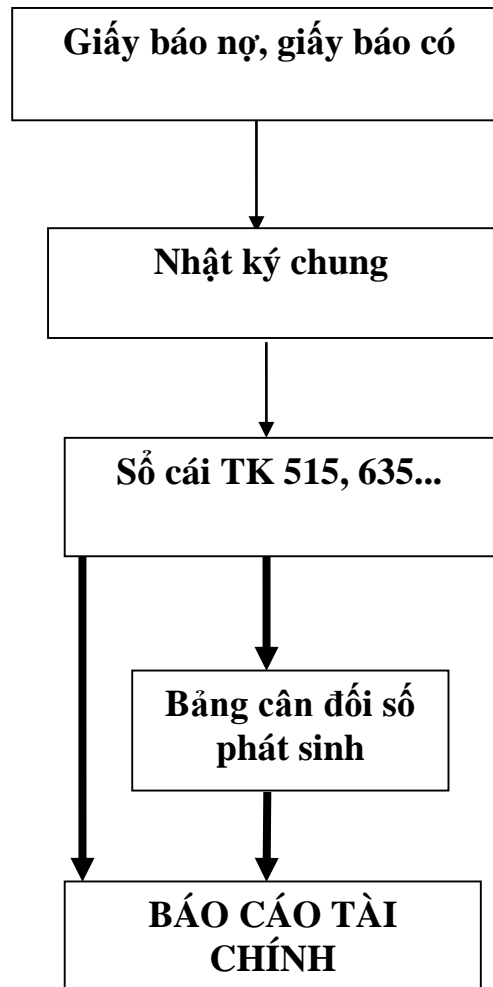 Giấy báo nợ, giấy báo có
Nhật ký chung
Sổ cái TK 515, 635...
Bảng cân đối số
phát sinh
BÁO CÁO TÀI
CHÍNH